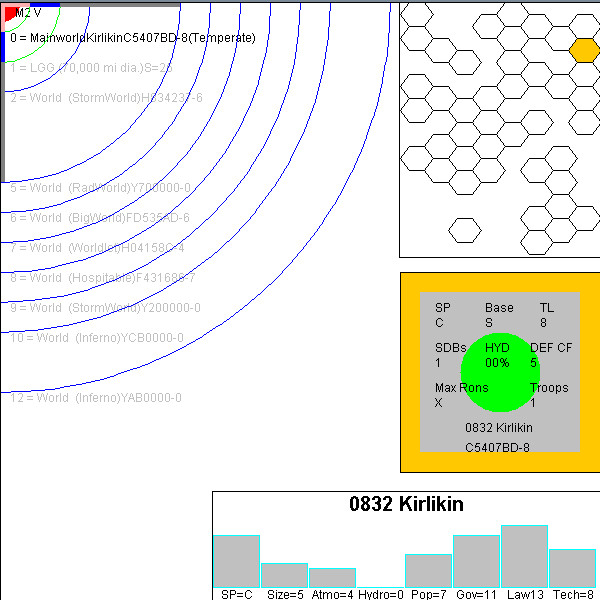 M2 V
0 = MainworldKirlikinC5407BD-8(Temperate)
1 = LGG (70,000 mi dia.)S=23
2 = World (StormWorld)H634237-6
5 = World (RadWorld)Y700000-0
6 = World (BigWorld)FD535AD-6
7 = World (Worldlet)H04158C-4
8 = World (Hospitable)F431686-7
9 = World (StormWorld)Y200000-0
10 = World (Inferno)YCB0000-0
12 = World (Inferno)YAB0000-0
SP Base TL
C S 8
SDBs HYD DEF CF
1 00% 5
Max Rons Troops
X 1
0832 Kirlikin
C5407BD-8
0832 Kirlikin
SP=C Size=5 Atmo=4 Hydro=0 Pop=7 Gov=11 Law13 Tech=8